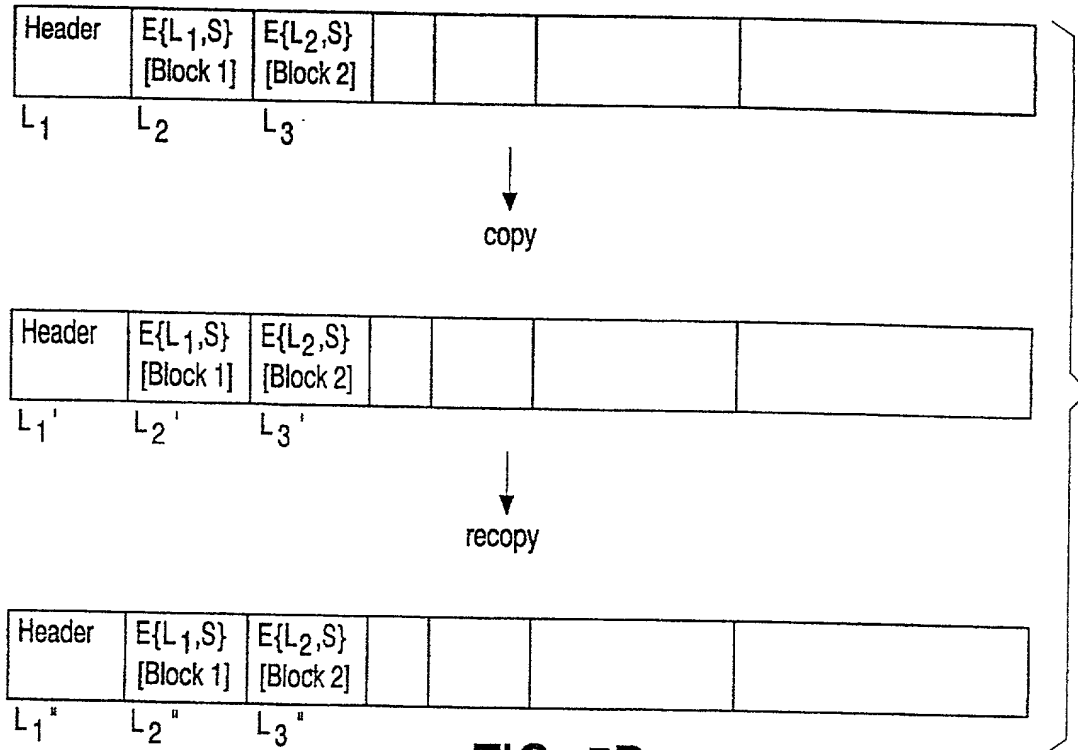 Header E{L1,S} E{L2,S}
[Block 1] [Block 2]
L1 L2 L3
copy
Header E{L1,S} E{L2,S}
[Block 1] [Block 2]
L1' L2' L3'
recopy
Header E{L1,S} E{L2,S}
[Block 1] [Block 2]
L1" L2" L3"